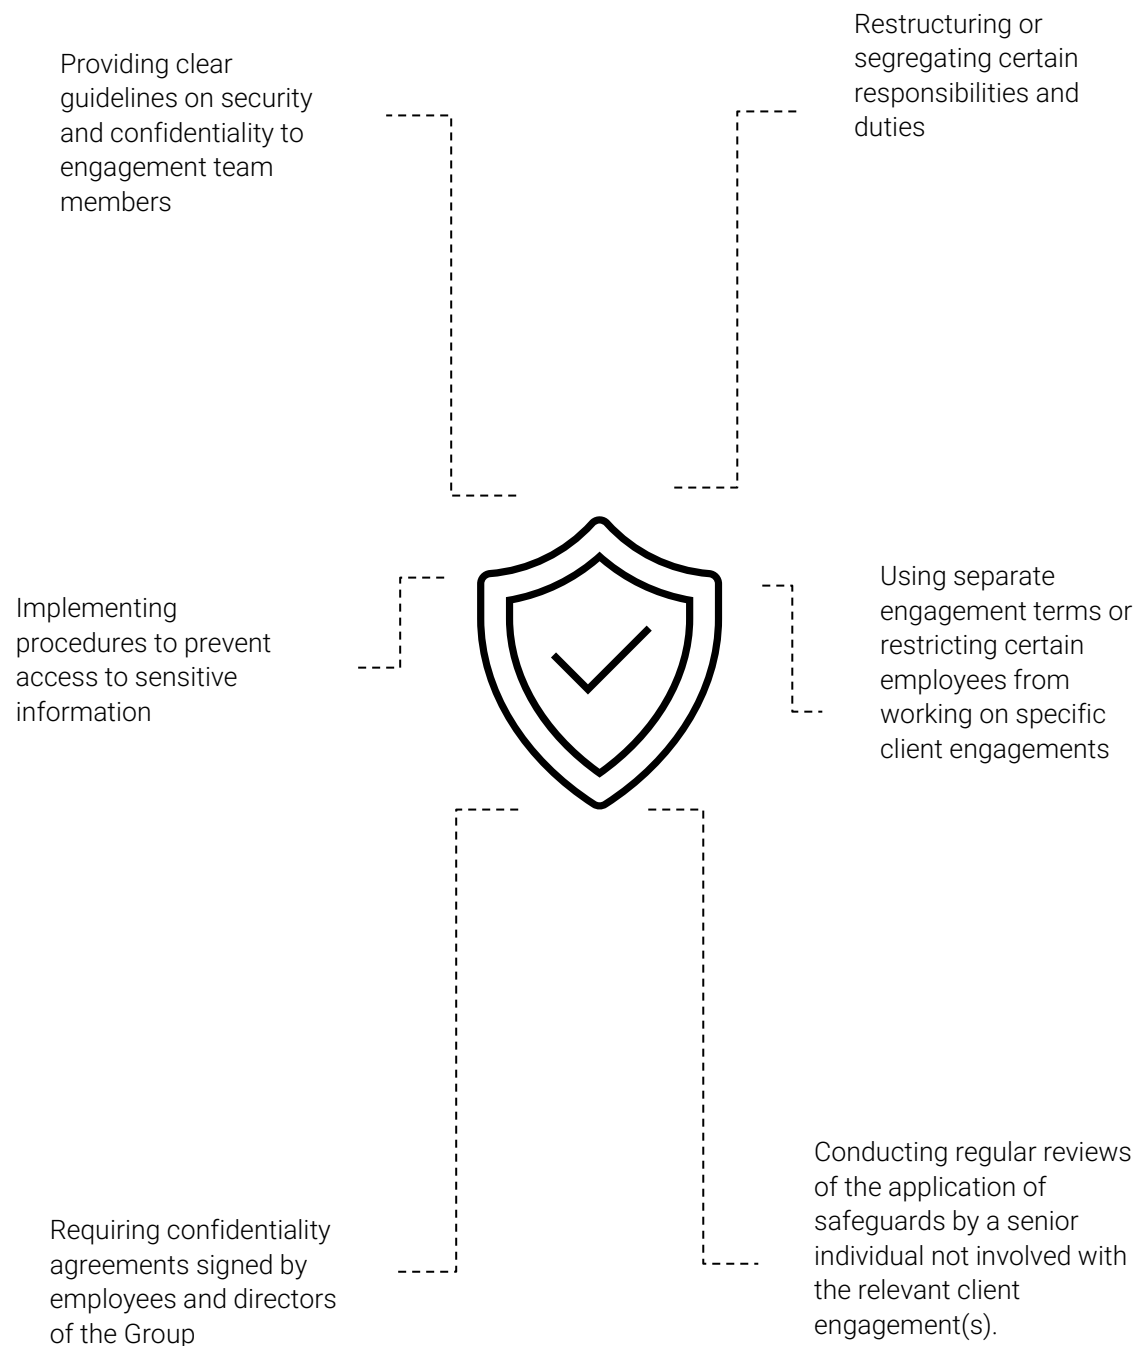 Providing clear
guidelines on security
and confidentiality to
engagement team
members
Restructuring or
segregating certain
responsibilities and
duties
Implementing
procedures to prevent
access to sensitive
information
Using separate
engagement terms or
restricting certain
employees from
working on specific
client engagements
Requiring confidentiality
agreements signed by
employees and directors
of the Group
Conducting regular reviews
of the application of
safeguards by a senior
individual not involved with
the relevant client
engagement(s).